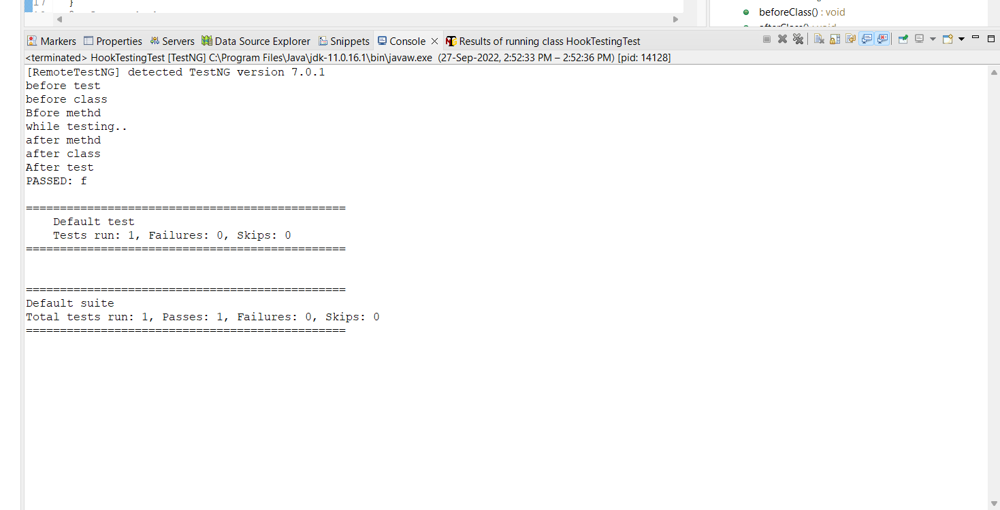 17 }
beforeClass() : void
afterClass() : void
Markers Properties Servers Data Source Explorer Snippets Console Results of running class HookTestingTest
<terminated> HookTestingTest [TestNG] C:\Program Files\Java\jdk-11.0.16.1\bin\javaw.exe (27-Sep-2022, 2:52:33 PM – 2:52:36 PM) [pid: 14128]
[RemoteTestNG] detected TestNG version 7.0.1
before test
before class
Bfore methd
while testing..
after methd
after class
After test
PASSED: f
===============================================
Default test
Tests run: 1, Failures: 0, Skips: 0
===============================================
===============================================
Default suite
Total tests run: 1, Passes: 1, Failures: 0, Skips: 0
===============================================